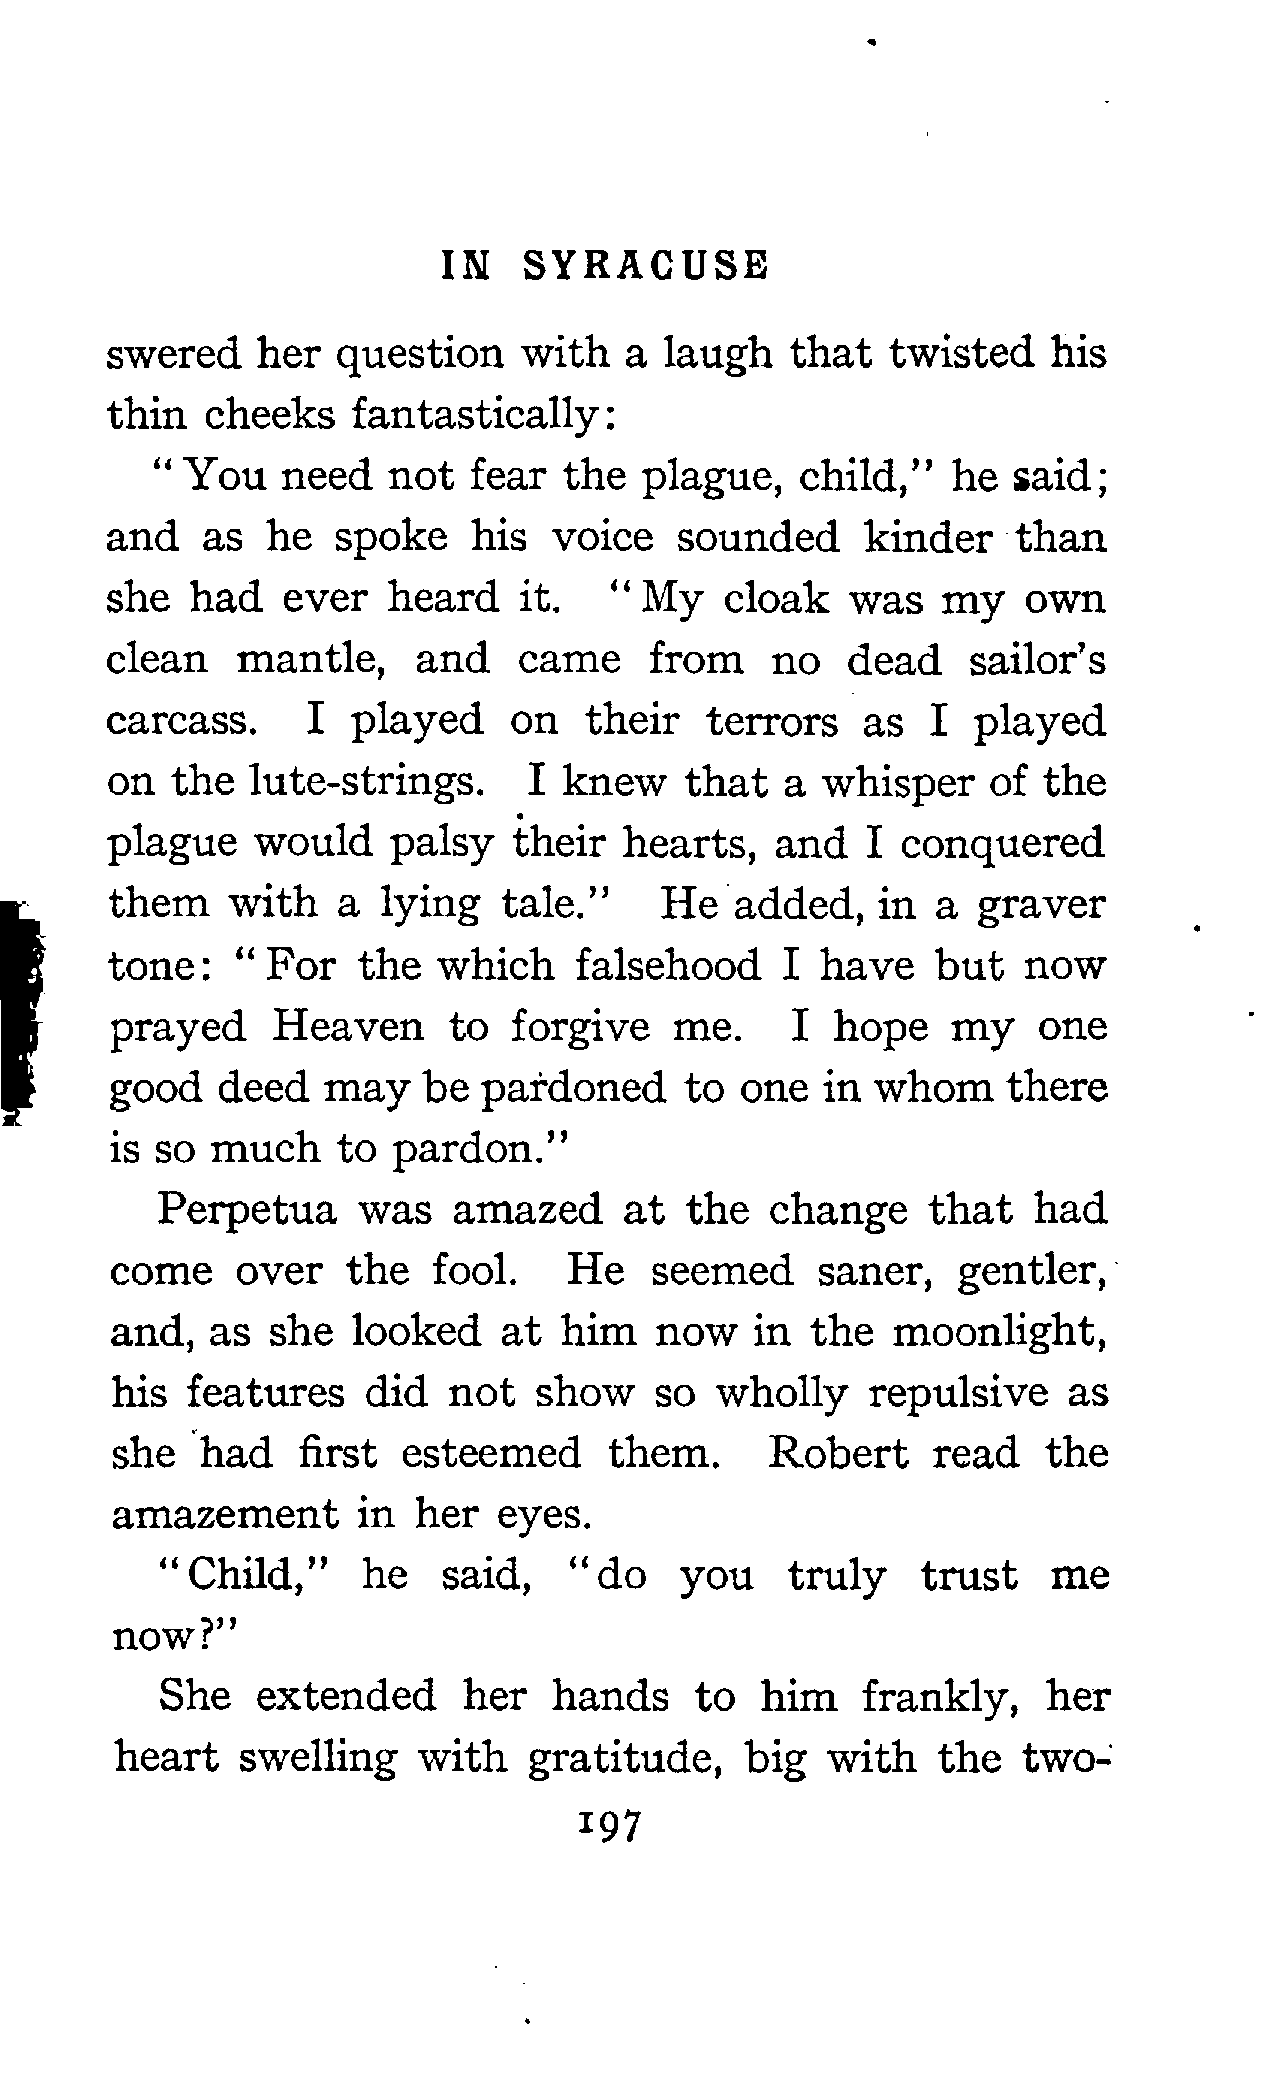 IN SYRACUSE
swered her question with a laugh that twisted his
thin cheeks fantastically:
"You need not fear the plague, child," he said;
and as he spoke his voice sounded kinder than
she had ever heard it. "My cloak was my own
clean mantle, and came from no dead sailor's
carcass. I played on their terrors as I played
on the lute-strings. I knew that a whisper of the
plague would palsy their hearts, and I conquered
them with a lying tale." He added, in a graver
tone: "For the which falsehood I have but now
prayed Heaven to forgive me. I hope my one
good deed may be pardoned to one in whom there
is so much to pardon."
Perpetua was amazed at the change that had
come over the fool. He seemed saner, gentler,
and, as she looked at him now in the moonlight,
his features did not show so wholly repulsive as
she had first esteemed them. Robert read the
amazement in her eyes.
"Child," he said, "do you truly trust me
now?"
She extended her hands to him frankly, her
heart swelling with gratitude, big with the two-
197